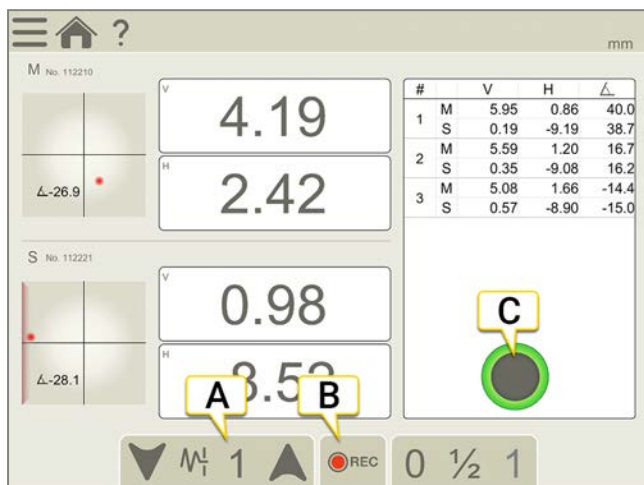 ?
mm
M No. 112210
V
4.19
H
2.42
∡-26.9
S No. 112221
V
0.98
H
∡-28.1
# V H ∡
1 M 5.95 0.86 40.0
S 0.19 -9.19 38.7
2 M 5.59 1.20 16.7
S 0.35 -9.08 16.2
3 M 5.08 1.66 -14.4
S 0.57 -8.90 -15.0
A
B
C
1
REC
0 ½ 1